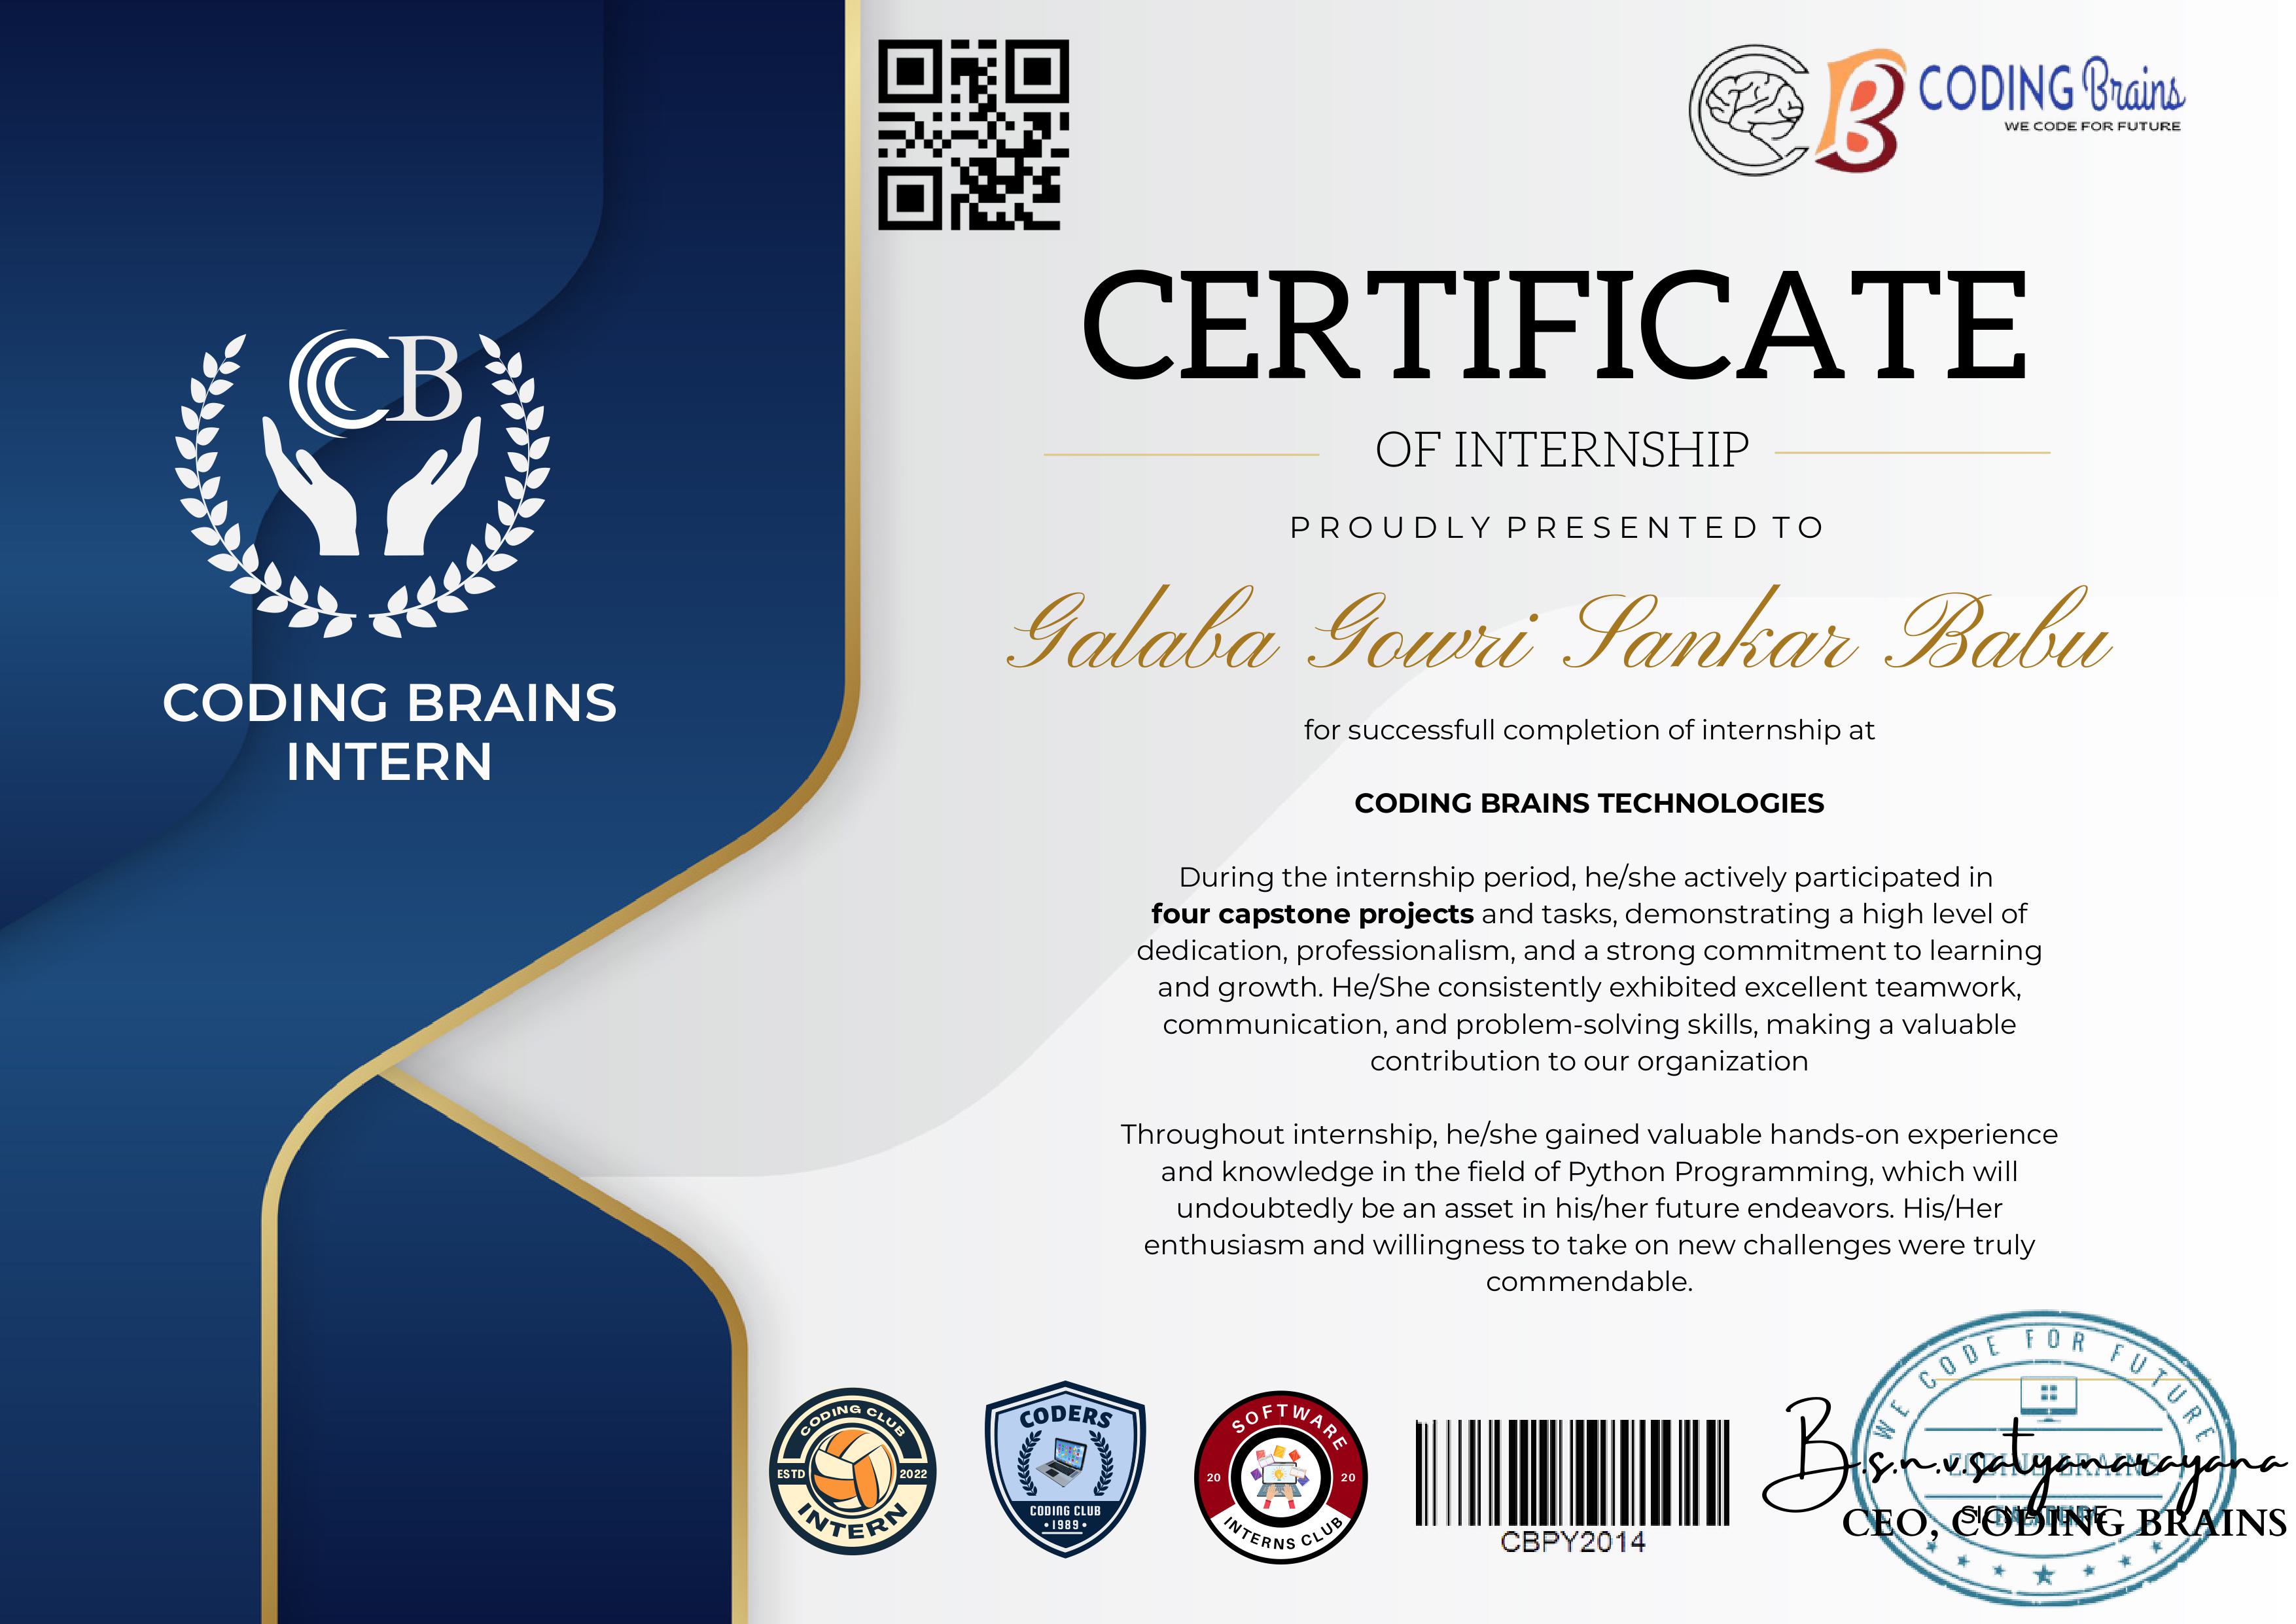 CODING Brains
WE CODE FOR FUTURE
CERTIFICATE
OF INTERNSHIP
PROUDLY PRESENTED TO
Galaba Gowri Sankar Babu
CB
CODING BRAINS
INTERN
for successfull completion of internship at
CODING BRAINS TECHNOLOGIES
During the internship period, he/she actively participated in
four capstone projects and tasks, demonstrating a high level of
dedication, professionalism, and a strong commitment to learning
and growth. He/She consistently exhibited excellent teamwork,
communication, and problem-solving skills, making a valuable
contribution to our organization
Throughout internship, he/she gained valuable hands-on experience
and knowledge in the field of Python Programming, which will
undoubtedly be an asset in his/her future endeavors. His/Her
enthusiasm and willingness to take on new challenges were truly
commendable.
CODING CLUB
ESTD 2022
INTERN
CODERS
CODING CLUB
• 1989 •
SOFTWARE
20 20
INTERNS CLUB
CBPY2014
WE CODE FOR FUTURE
CODING BRAINS
B.s.n.v.satyanarayana
SIGNATURE
CEO, CODING BRAINS